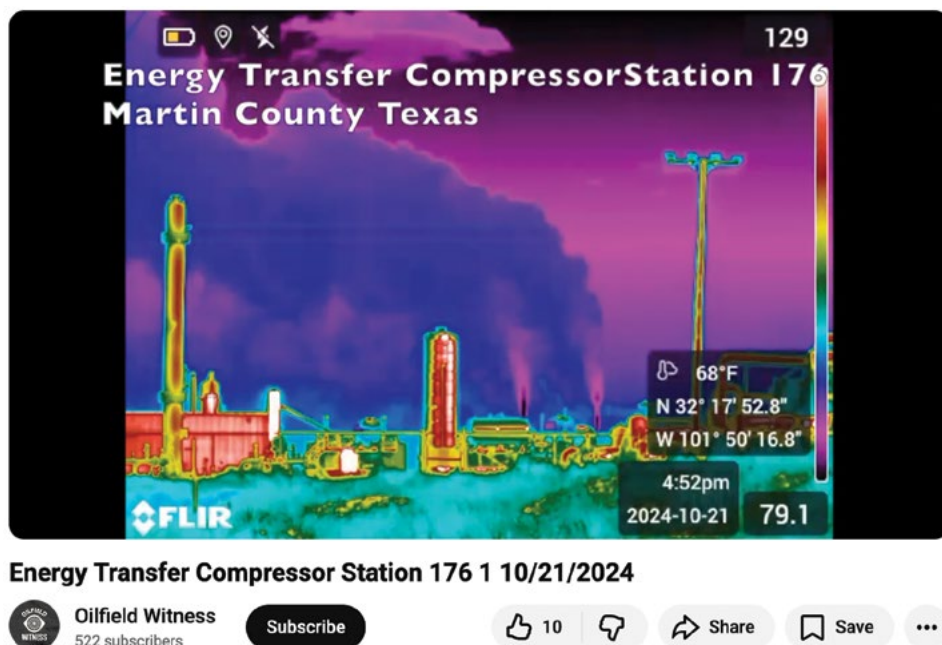 129
Energy Transfer CompressorStation 176
Martin County Texas
68°F
N 32° 17' 52.8"
W 101° 50' 16.8"
4:52pm
2024-10-21
79.1
FLIR
Energy Transfer Compressor Station 176 1 10/21/2024
OILFIELD
WITNESS
Oilfield Witness
522 subscribers
Subscribe
10
Share
Save